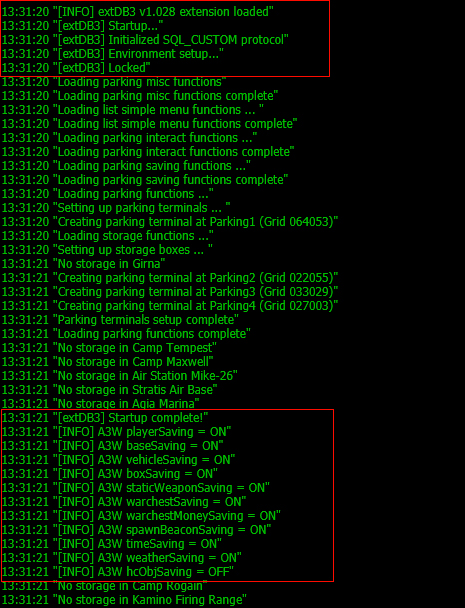 13:31:20 "[INFO] extDB3 v1.028 extension loaded"
13:31:20 "[extDB3] Startup..."
13:31:20 "[extDB3] Initialized SQL_CUSTOM protocol"
13:31:20 "[extDB3] Environment setup..."
13:31:20 "[extDB3] Locked"
13:31:20 "Loading parking misc functions"
13:31:20 "Loading parking misc functions complete"
13:31:20 "Loading list simple menu functions ... "
13:31:20 "Loading list simple menu functions complete"
13:31:20 "Loading parking interact functions ..."
13:31:20 "Loading parking interact functions complete"
13:31:20 "Loading parking saving functions ..."
13:31:20 "Loading parking saving functions complete"
13:31:20 "Loading parking functions ..."
13:31:20 "Setting up parking terminals ... "
13:31:20 "Creating parking terminal at Parking1 (Grid 064053)"
13:31:20 "Loading storage functions ..."
13:31:20 "Setting up storage boxes ... "
13:31:21 "No storage in Girna"
13:31:21 "Creating parking terminal at Parking2 (Grid 022055)"
13:31:21 "Creating parking terminal at Parking3 (Grid 033029)"
13:31:21 "Creating parking terminal at Parking4 (Grid 027003)"
13:31:21 "Parking terminals setup complete"
13:31:21 "Loading parking functions complete"
13:31:21 "No storage in Camp Tempest"
13:31:21 "No storage in Camp Maxwell"
13:31:21 "No storage in Air Station Mike-26"
13:31:21 "No storage in Stratis Air Base"
13:31:21 "No storage in Agia Marina"
13:31:21 "[extDB3] Startup complete!"
13:31:21 "[INFO] A3W playerSaving = ON"
13:31:21 "[INFO] A3W baseSaving = ON"
13:31:21 "[INFO] A3W vehicleSaving = ON"
13:31:21 "[INFO] A3W boxSaving = ON"
13:31:21 "[INFO] A3W staticWeaponSaving = ON"
13:31:21 "[INFO] A3W warchestSaving = ON"
13:31:21 "[INFO] A3W warchestMoneySaving = ON"
13:31:21 "[INFO] A3W spawnBeaconSaving = ON"
13:31:21 "[INFO] A3W timeSaving = ON"
13:31:21 "[INFO] A3W weatherSaving = ON"
13:31:21 "[INFO] A3W hcObjSaving = OFF"
13:31:21 "No storage in Camp Rogain"
13:31:21 "No storage in Kamino Firing Range"